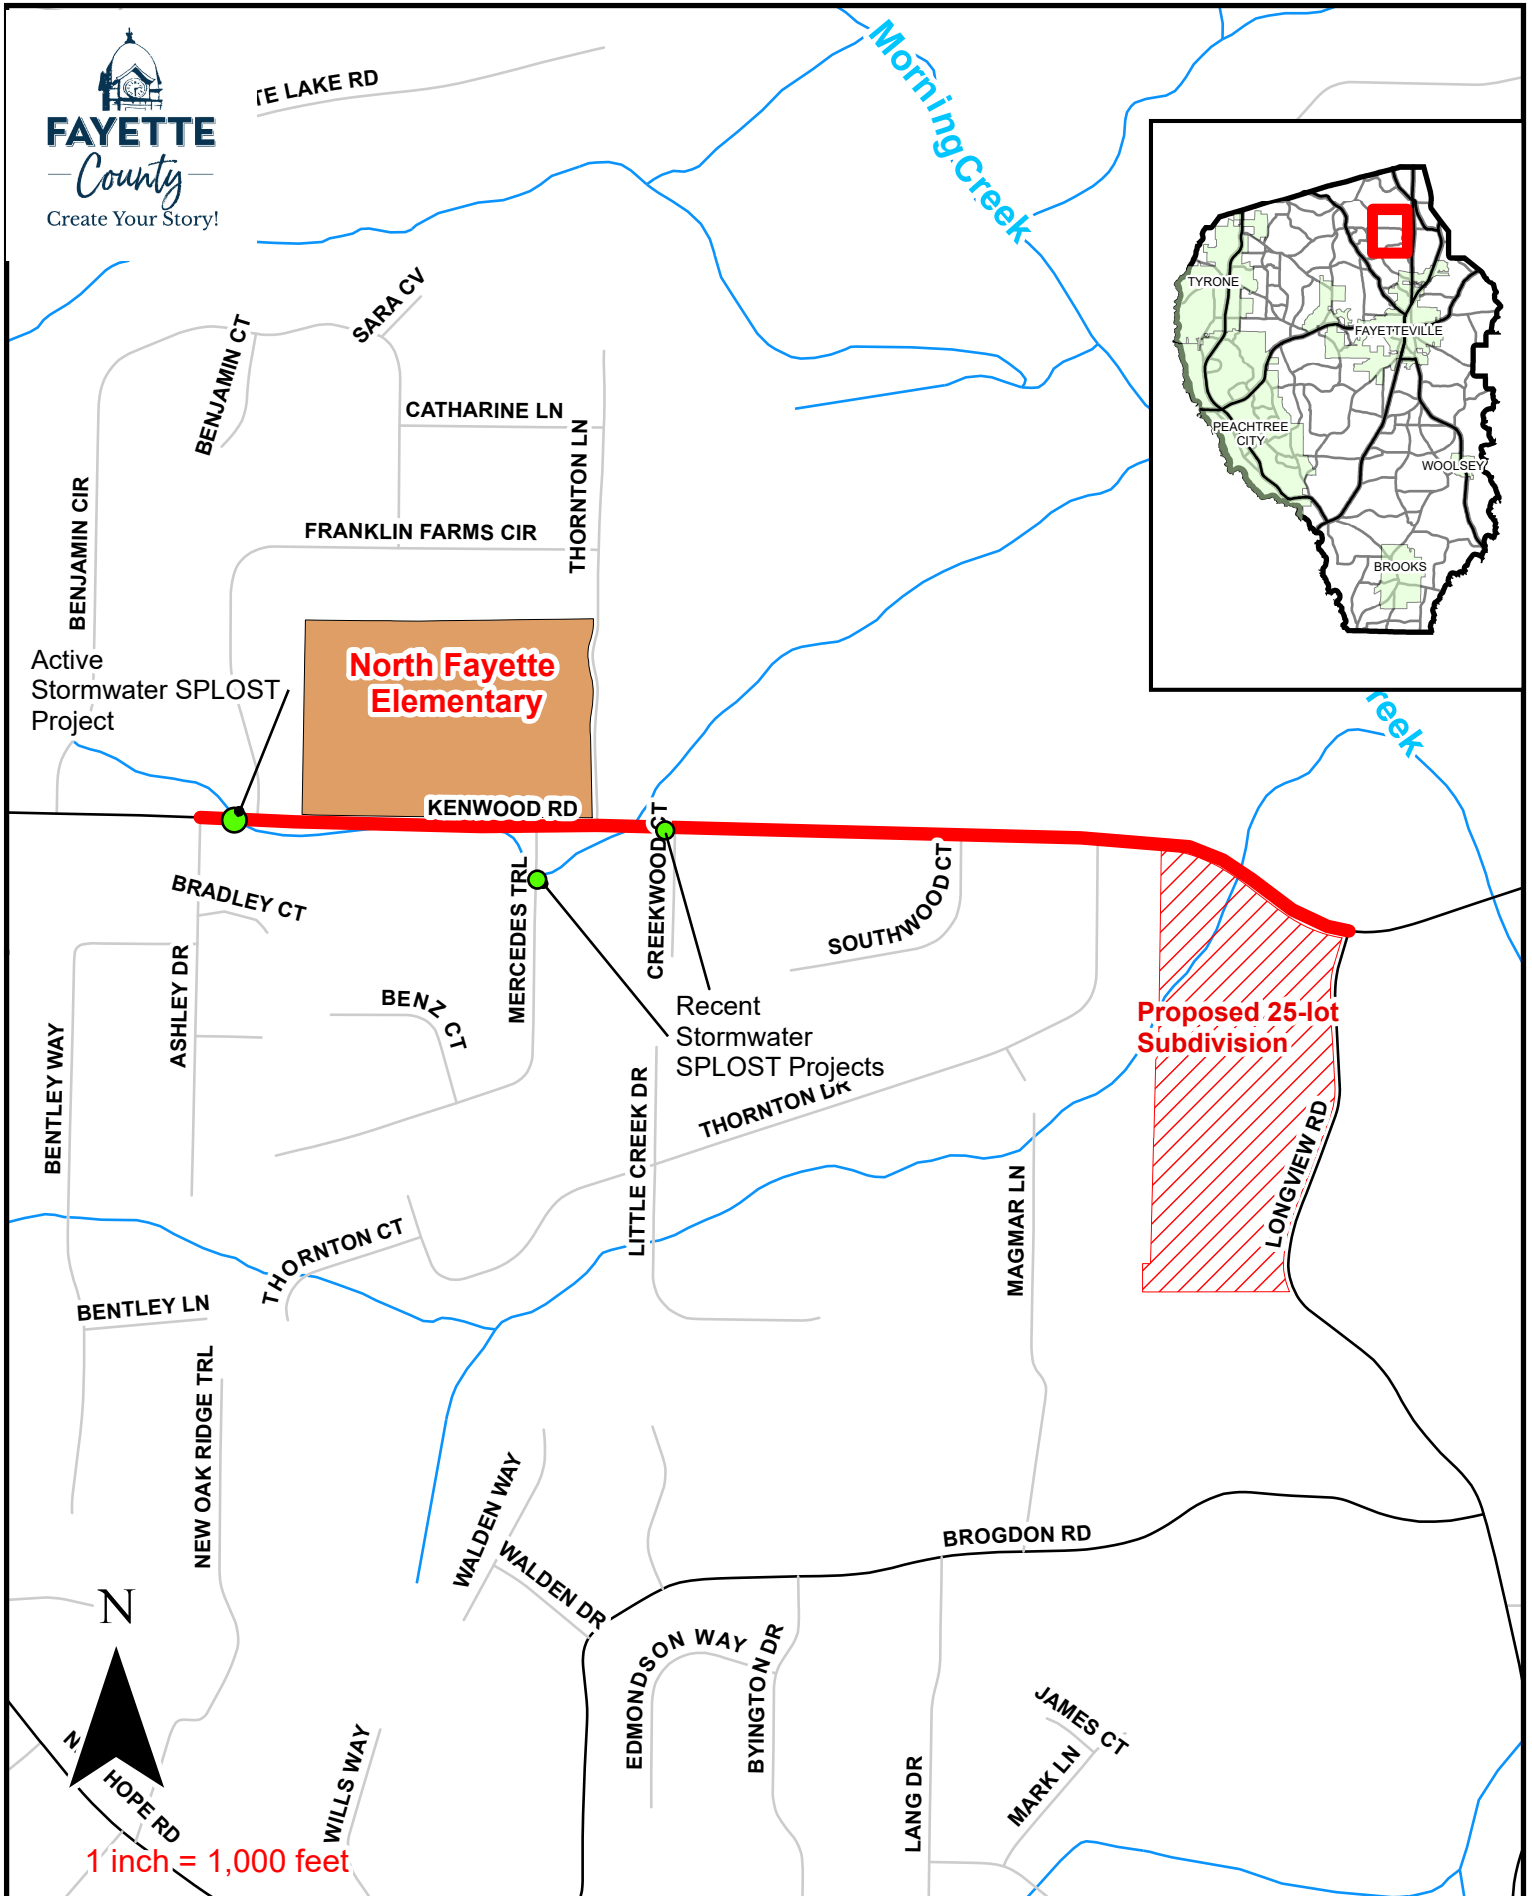 FAYETTE
County
Create Your Story!
TE LAKE RD
Morning Creek
TYRONE
FAYETTEVILLE
PEACHTREE
CITY
WOOLSEY
BROOKS
SARA CV
BENJAMIN CT
CATHARINE LN
THORNTON LN
BENJAMIN CIR
FRANKLIN FARMS CIR
Active
Stormwater SPLOST
Project
North Fayette
Elementary
reek
KENWOOD RD
CREEKWOOD CT
MERCEDES TRL
SOUTHWOOD CT
BRADLEY CT
ASHLEY DR
BENZ CT
BENTLEY WAY
Recent
Stormwater
SPLOST Projects
Proposed 25-lot
Subdivision
THORNTON DR
LITTLE CREEK DR
LONGVIEW RD
MAGMAR LN
THORNTON CT
BENTLEY LN
NEW OAK RIDGE TRL
WALDEN WAY
WALDEN DR
BROGDON RD
N
EDMONDSON WAY
BYINGTON DR
JAMES CT
MARK LN
LANG DR
WILLS WAY
N.
HOPE RD
1 inch = 1,000 feet